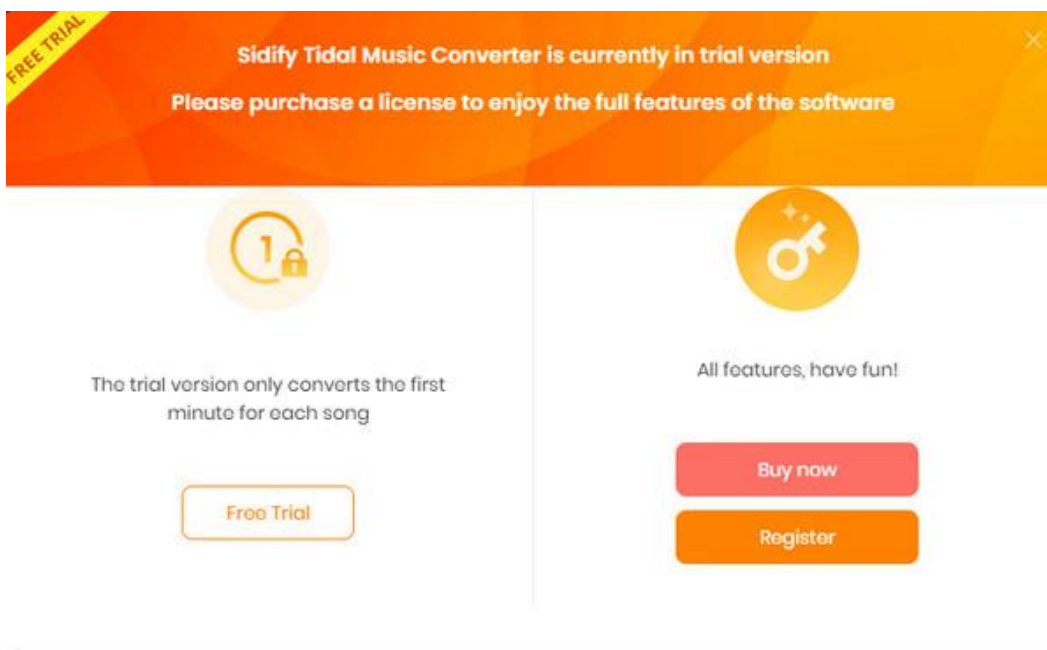 FREE TRIAL
Sidify Tidal Music Converter is currently in trial version
Please purchase a license to enjoy the full features of the software
1
The trial version only converts the first
minute for each song
Free Trial
All features, have fun!
Buy now
Register